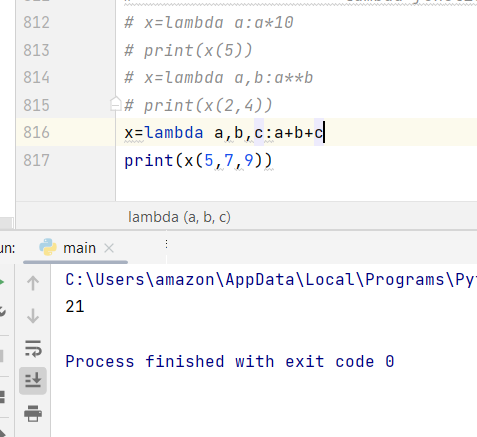 812 # x=lambda a:a*10
813 # print(x(5))
814 # x=lambda a,b:a**b
815 # print(x(2,4))
816 x=lambda a,b,c:a+b+c
817 print(x(5,7,9))
lambda (a, b, c)
un: main
C:\Users\amazon\AppData\Local\Programs\Py
21
Process finished with exit code 0